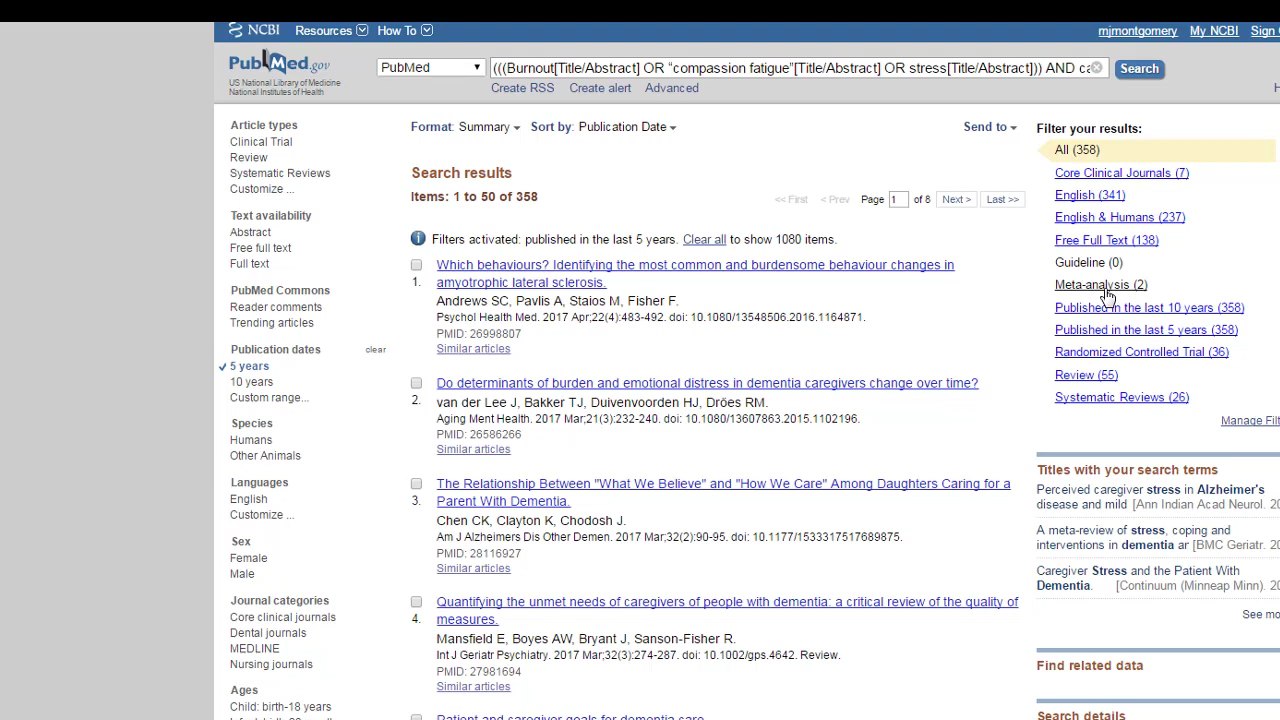 NCBI Resources How To mjmontgomery My NCBI Sign
PubMed.gov
US National Library of Medicine
National Institutes of Health
PubMed (((Burnout[Title/Abstract] OR "compassion fatigue"[Title/Abstract] OR stress[Title/Abstract])) AND ca Search
Create RSS Create alert Advanced
Article types
Clinical Trial
Review
Systematic Reviews
Customize ...
Text availability
Abstract
Free full text
Full text
PubMed Commons
Reader comments
Trending articles
Publication dates clear
5 years
10 years
Custom range...
Species
Humans
Other Animals
Languages
English
Customize ...
Sex
Female
Male
Journal categories
Core clinical journals
Dental journals
MEDLINE
Nursing journals
Ages
Child: birth-18 years
Format: Summary Sort by: Publication Date Send to
Search results
Items: 1 to 50 of 358
<< First < Prev Page 1 of 8 Next > Last >>
Filters activated: published in the last 5 years. Clear all to show 1080 items.
Which behaviours? Identifying the most common and burdensome behaviour changes in
1. amyotrophic lateral sclerosis.
Andrews SC, Pavlis A, Staios M, Fisher F.
Psychol Health Med. 2017 Apr;22(4):483-492. doi: 10.1080/13548506.2016.1164871.
PMID: 26998807
Similar articles
Do determinants of burden and emotional distress in dementia caregivers change over time?
2. van der Lee J, Bakker TJ, Duivenvoorden HJ, Dröes RM.
Aging Ment Health. 2017 Mar;21(3):232-240. doi: 10.1080/13607863.2015.1102196.
PMID: 26586266
Similar articles
The Relationship Between "What We Believe" and "How We Care" Among Daughters Caring for a
3. Parent With Dementia.
Chen CK, Clayton K, Chodosh J.
Am J Alzheimers Dis Other Demen. 2017 Mar;32(2):90-95. doi: 10.1177/1533317517689875.
PMID: 28116927
Similar articles
Quantifying the unmet needs of caregivers of people with dementia: a critical review of the quality of
4. measures.
Mansfield E, Boyes AW, Bryant J, Sanson-Fisher R.
Int J Geriatr Psychiatry. 2017 Mar;32(3):274-287. doi: 10.1002/gps.4642. Review.
PMID: 27981694
Similar articles
Patient and caregiver goals for dementia care.
Filter your results:
All (358)
Core Clinical Journals (7)
English (341)
English & Humans (237)
Free Full Text (138)
Guideline (0)
Meta-analysis (2)
Published in the last 10 years (358)
Published in the last 5 years (358)
Randomized Controlled Trial (36)
Review (55)
Systematic Reviews (26)
Manage Filt
Titles with your search terms
Perceived caregiver stress in Alzheimer's
disease and mild [Ann Indian Acad Neurol. 20
A meta-review of stress, coping and
interventions in dementia ar [BMC Geriatr. 20
Caregiver Stress and the Patient With
Dementia. [Continuum (Minneap Minn). 20
See mo
Find related data
Search details